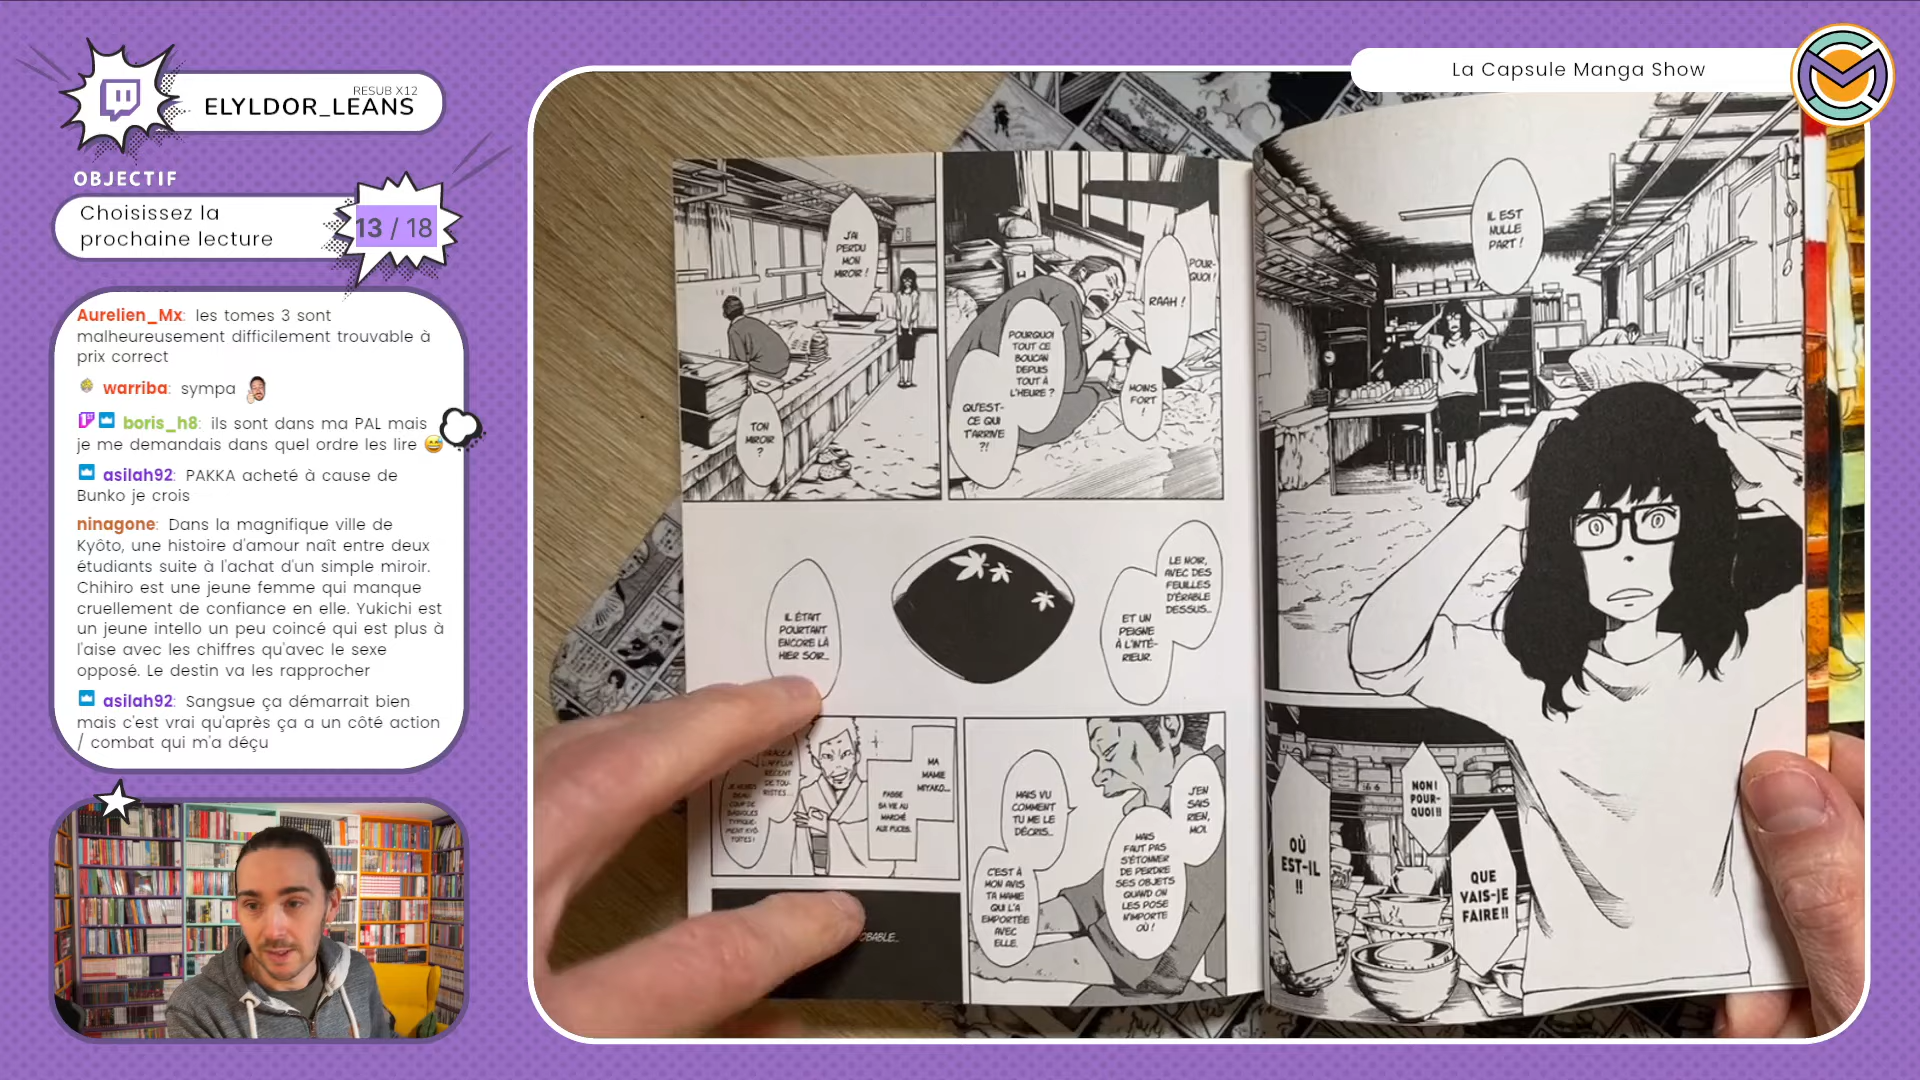 RESUB X12
ELYLDOR_LEANS
OBJECTIF
Choisissez la
prochaine lecture
13 / 18
Aurelien_Mx: les tomes 3 sont
malheureusement difficilement trouvable à
prix correct
warriba: sympa
boris_h8: ils sont dans ma PAL mais
je me demandais dans quel ordre les lire 😅
asilah92: PAKKA acheté à cause de
Bunko je crois
ninagone: Dans la magnifique ville de
Kyôto, une histoire d'amour naît entre deux
étudiants suite à l'achat d'un simple miroir.
Chihiro est une jeune femme qui manque
cruellement de confiance en elle. Yukichi est
un jeune intello un peu coincé qui est plus à
l'aise avec les chiffres qu'avec le sexe
opposé. Le destin va les rapprocher
asilah92: Sangsue ça démarrait bien
mais c'est vrai qu'après ça a un côté action
/ combat qui m'a déçu
La Capsule Manga Show
J'AI
PERDU
MON
MIROIR !
TON
MIROIR
?
POUR-
QUOI !
RAAH !
MOINS
FORT
!
POURQUOI
TOUT CE
BOUCAN
DEPUIS
TOUT À
L'HEURE ?
QU'EST-
CE QUI
T'ARRIVE
?!
LE NOIR,
AVEC DES
FEUILLES
D'ÉRABLE
DESSUS...
ET UN
PEIGNE
À L'INTÉ-
RIEUR.
IL ÉTAIT
POURTANT
ENCORE LÀ
HIER SOIR...
MA
MAMIE
MIYAKO...
PASSE
SA VIE AU
MARCHÉ
AUX PUCES.
RÉCENT
DE TOU-
RISTES...
J'EN
SAIS
RIEN,
MOI.
MAIS
FAUT PAS
S'ÉTONNER
DE PERDRE
SES OBJETS
QUAND ON
LES POSE
N'IMPORTE
OÙ !
MAIS VU
COMMENT
TU ME LE
DÉCRIS...
C'EST À
MON AVIS
TA MAMIE
QUI L'A
EMPORTÉE
AVEC
ELLE.
IL EST
NULLE
PART !
NON !
POUR-
QUOI !!
OÙ
EST-IL
!!
QUE
VAIS-JE
FAIRE !!